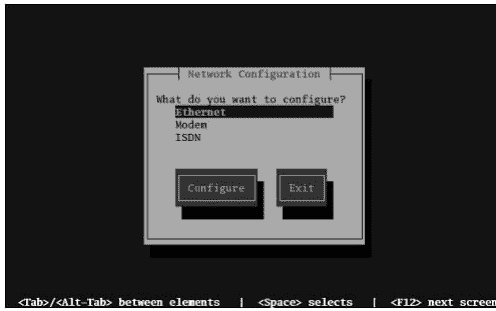 Network Configuration
What do you want to configure?
Ethernet
Modem
ISDN
Configure Exit
<Tab>/<Alt-Tab> between elements | <Space> selects | <F12> next screen